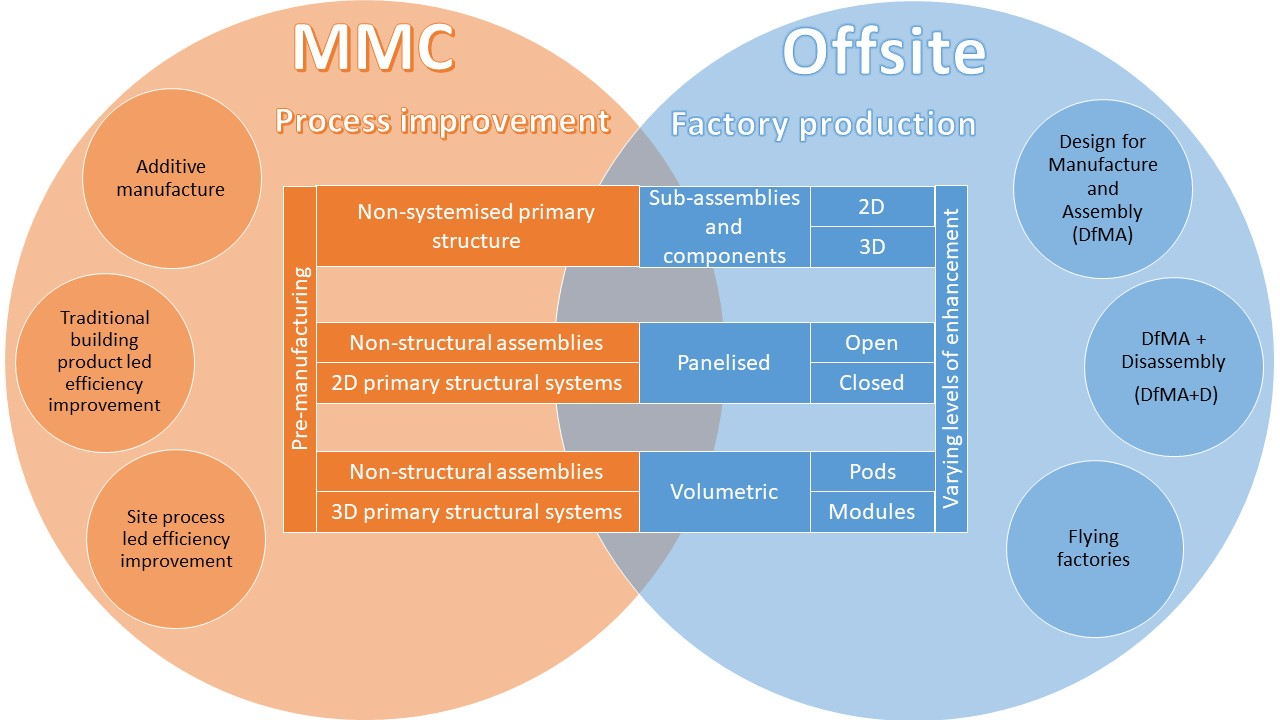 MMC
Process improvement
Offsite
Factory production
Additive
manufacture
Traditional
building
product led
efficiency
improvement
Site process
led efficiency
improvement
Pre-manufacturing
Non-systemised primary
structure
Sub-assemblies
and
components
2D
3D
Non-structural assemblies
2D primary structural systems
Panelised
Open
Closed
Non-structural assemblies
3D primary structural systems
Volumetric
Pods
Modules
Varying levels of enhancement
Design for
Manufacture
and
Assembly
(DfMA)
DfMA +
Disassembly
(DfMA+D)
Flying
factories